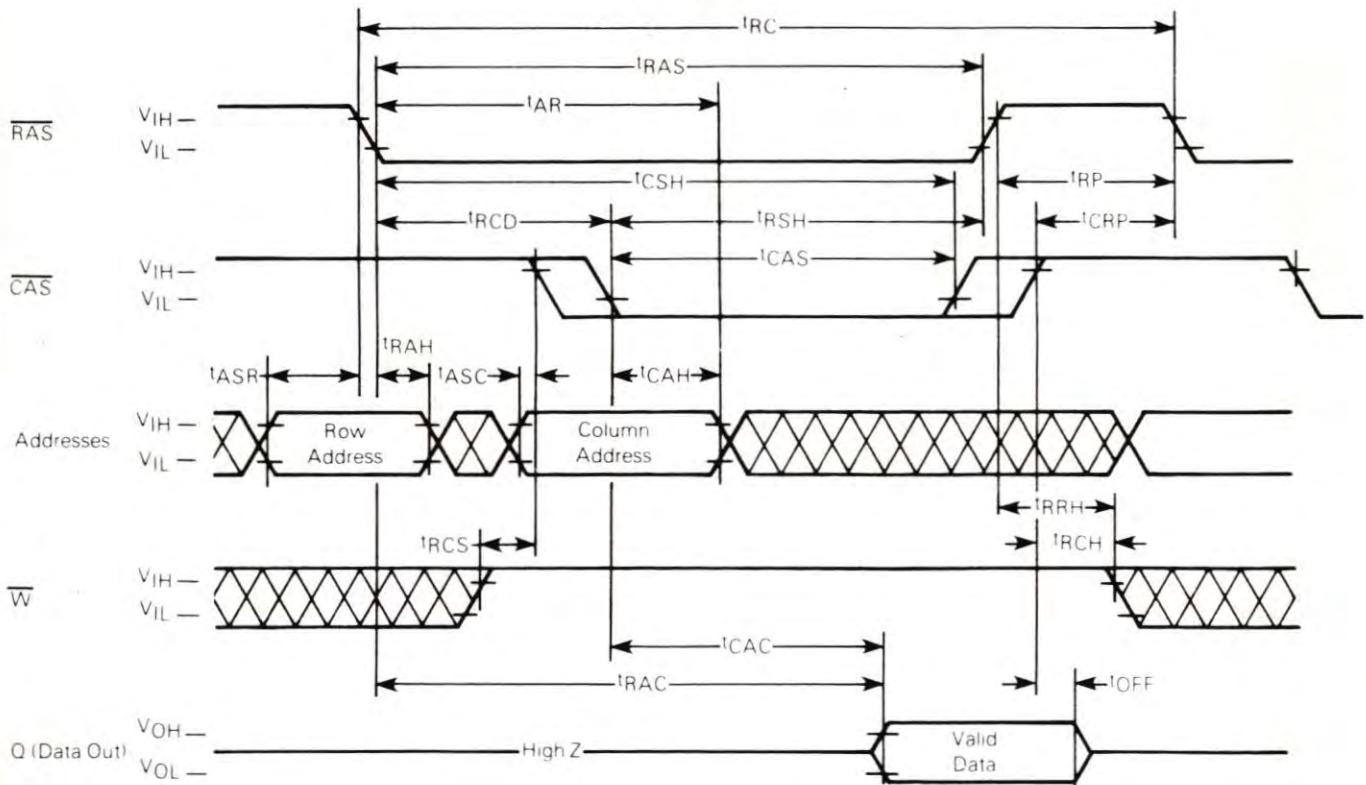 tRC
tRAS
tAR
RAS
VIH
VIL
tCSH
tRP
tRCD
tRSH
tCRP
tCAS
CAS
VIH
VIL
tRAH
tASR
tASC
tCAH
Addresses
VIH
VIL
Row
Address
Column
Address
tRRH
tRCS
tRCH
W
VIH
VIL
tCAC
tRAC
tOFF
Q (Data Out)
VOH
VOL
High Z
Valid
Data